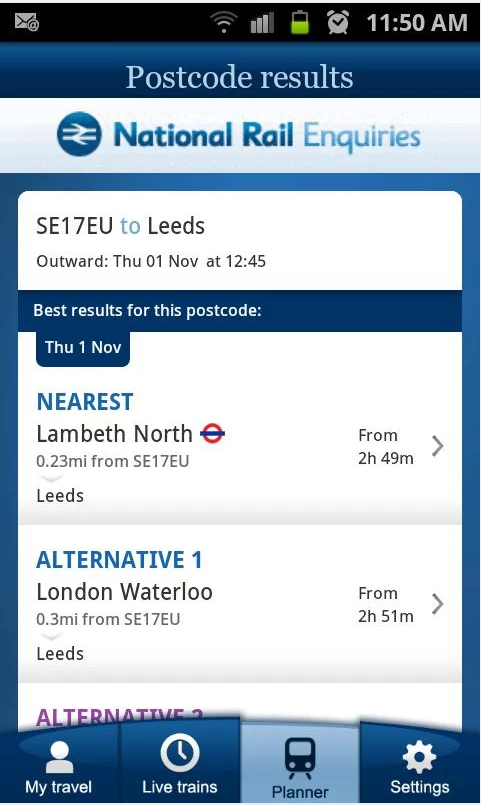 11:50 AM
Postcode results
National Rail Enquiries
SE17EU to Leeds
Outward: Thu 01 Nov at 12:45
Best results for this postcode:
Thu 1 Nov
NEAREST
Lambeth North
0.23mi from SE17EU
From
2h 49m
Leeds
ALTERNATIVE 1
London Waterloo
0.3mi from SE17EU
From
2h 51m
Leeds
ALTERNATIVE 2
My travel
Live trains
Planner
Settings